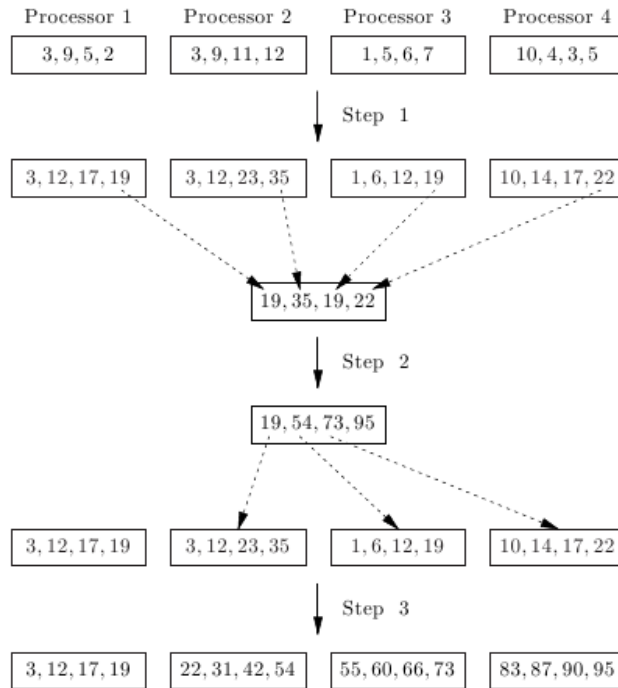 Processor 1 Processor 2 Processor 3 Processor 4
3, 9, 5, 2 3, 9, 11, 12 1, 5, 6, 7 10, 4, 3, 5
Step 1
3, 12, 17, 19 3, 12, 23, 35 1, 6, 12, 19 10, 14, 17, 22
19, 35, 19, 22
Step 2
19, 54, 73, 95
3, 12, 17, 19 3, 12, 23, 35 1, 6, 12, 19 10, 14, 17, 22
Step 3
3, 12, 17, 19 22, 31, 42, 54 55, 60, 66, 73 83, 87, 90, 95